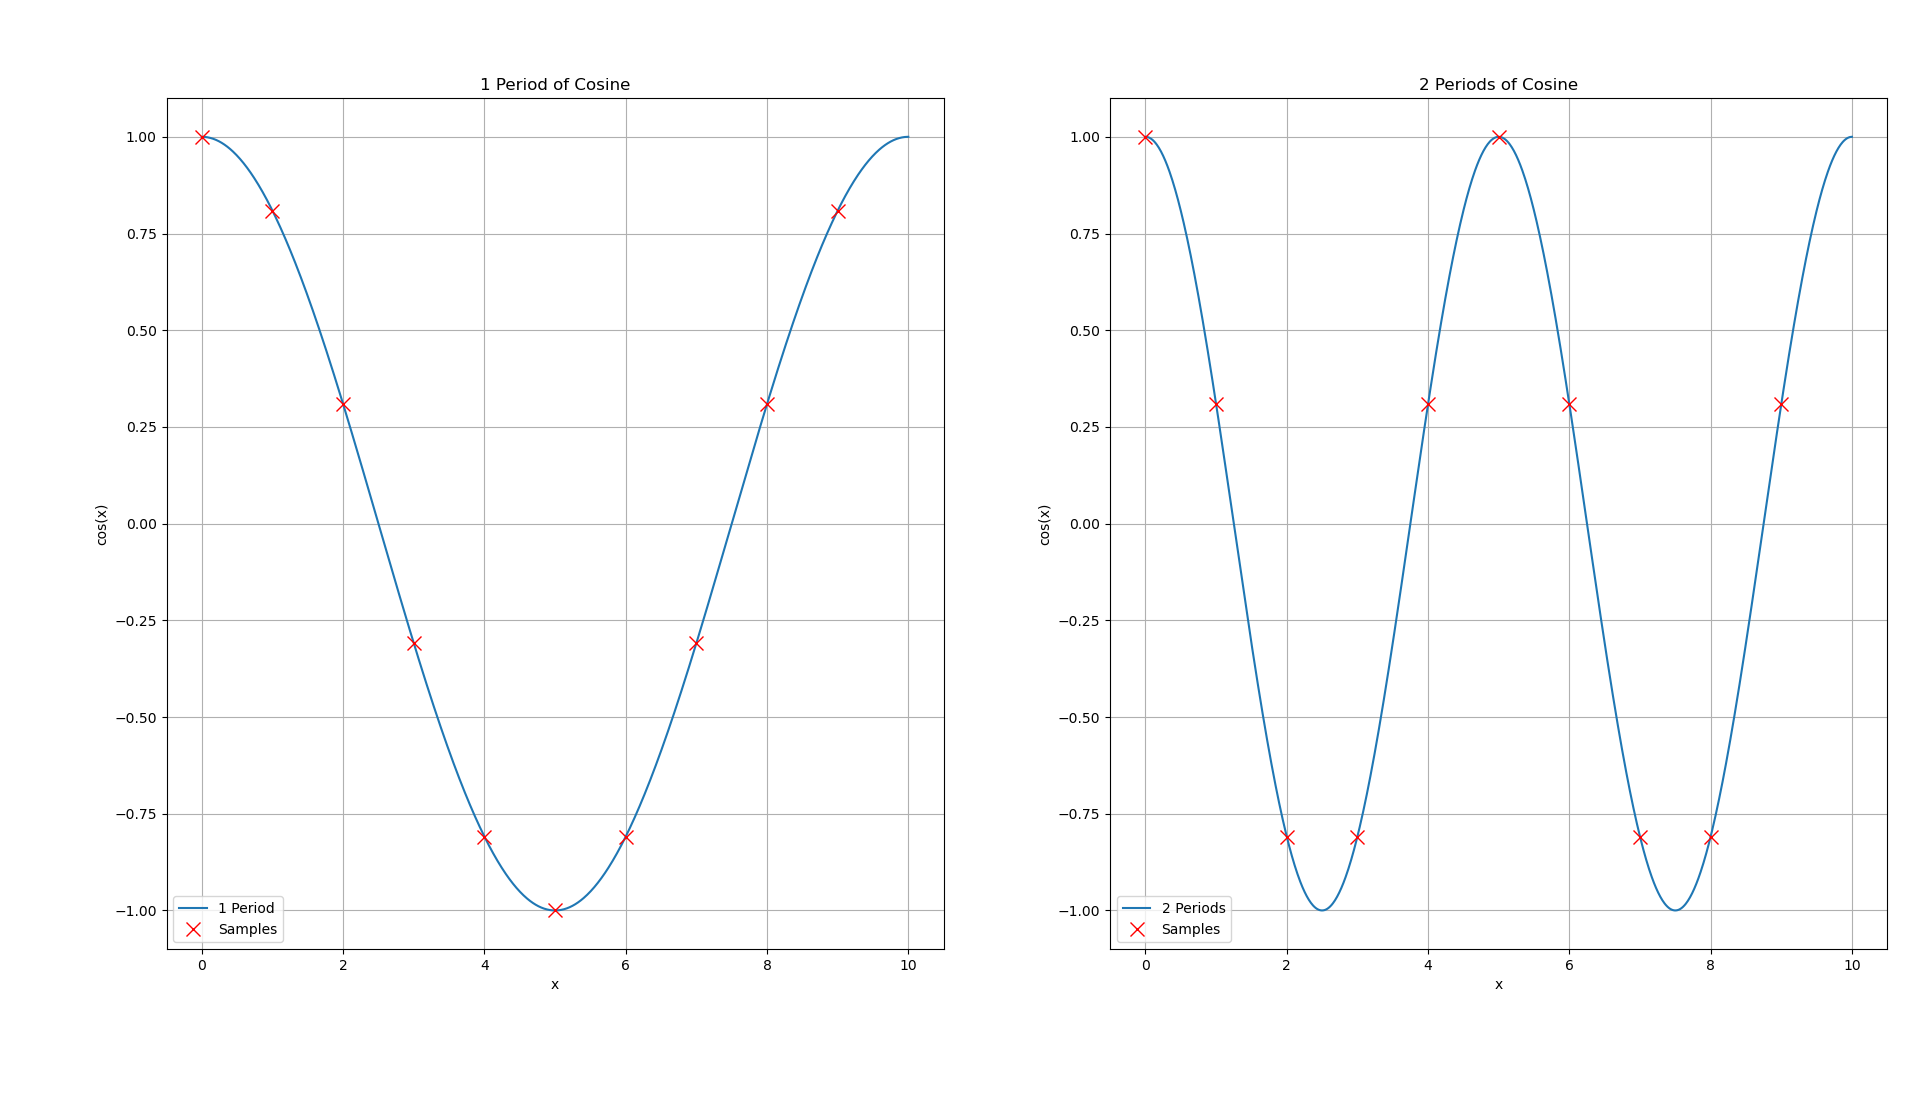 1 Period of Cosine
1.00
0.75
0.50
0.25
0.00
−0.25
−0.50
−0.75
−1.00
cos(x)
1 Period
Samples
0 2 4 6 8 10
x
2 Periods of Cosine
1.00
0.75
0.50
0.25
0.00
−0.25
−0.50
−0.75
−1.00
cos(x)
2 Periods
Samples
0 2 4 6 8 10
x